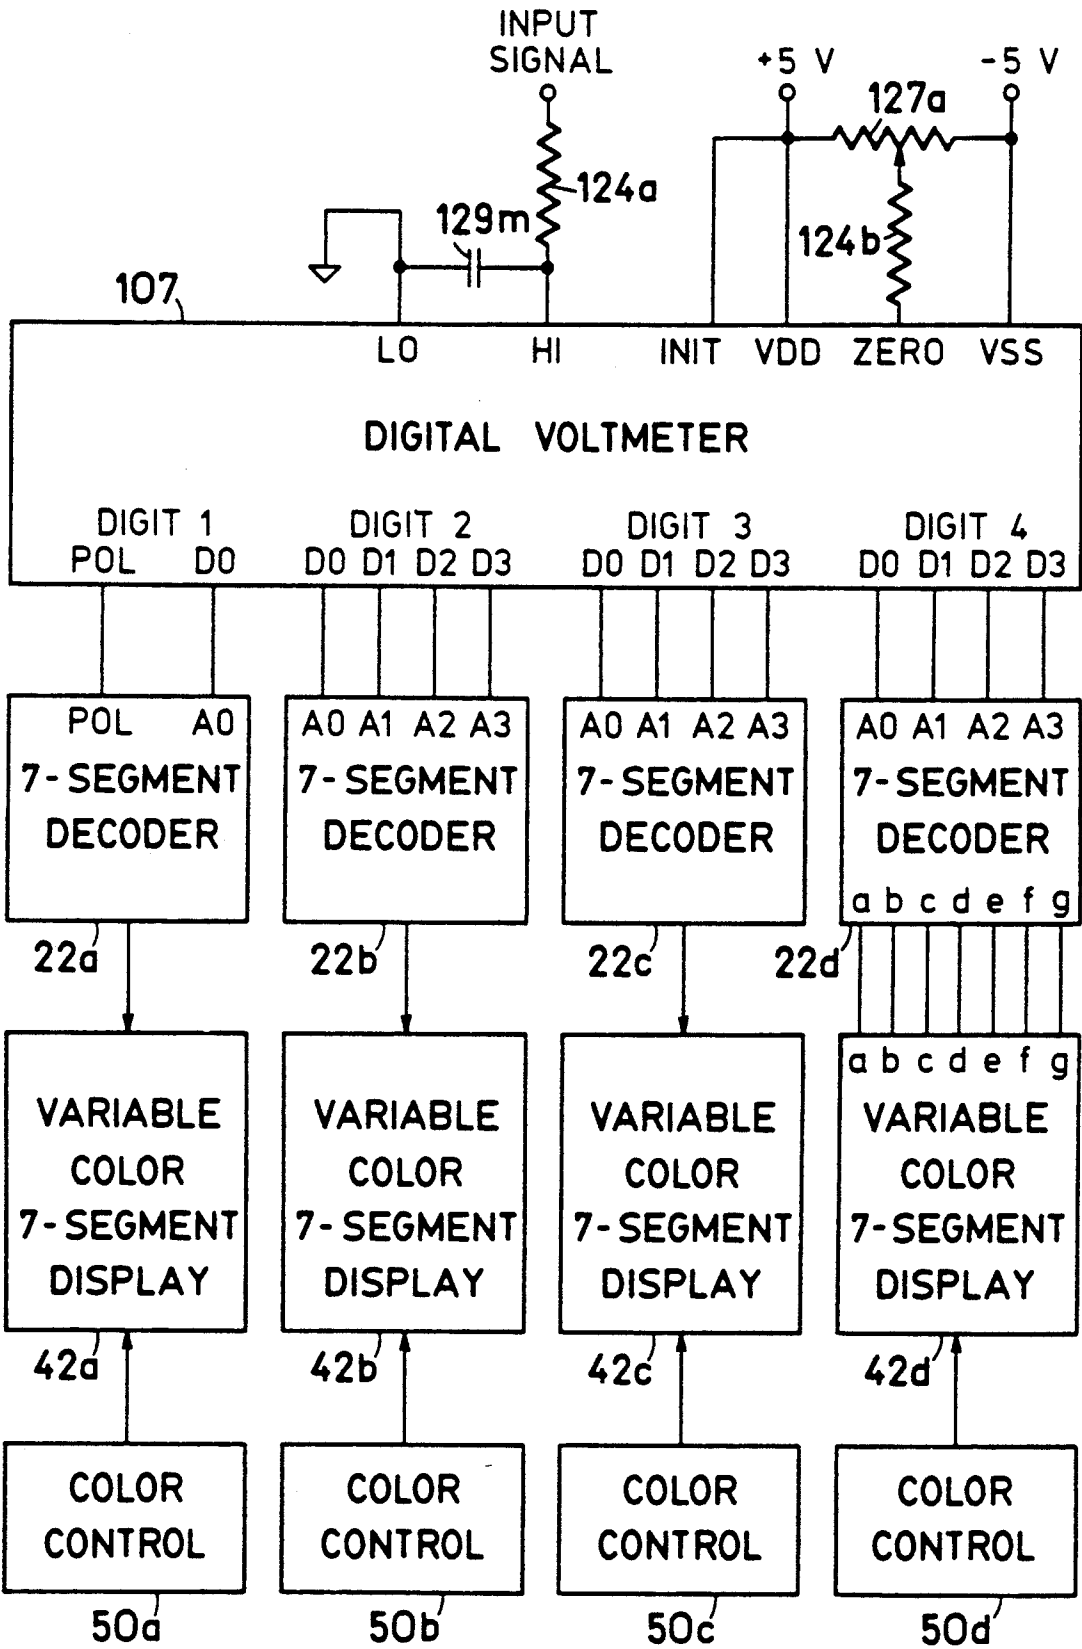 INPUT
SIGNAL
+5 V
-5 V
127a
124a
129m
124b
107
LO HI INIT VDD ZERO VSS
DIGITAL VOLTMETER
DIGIT 1 DIGIT 2 DIGIT 3 DIGIT 4
POL D0 D0 D1 D2 D3 D0 D1 D2 D3 D0 D1 D2 D3
POL A0 A0 A1 A2 A3 A0 A1 A2 A3 A0 A1 A2 A3
7-SEGMENT 7-SEGMENT 7-SEGMENT 7-SEGMENT
DECODER DECODER DECODER DECODER
a b c d e f g
22a 22b 22c 22d
a b c d e f g
VARIABLE VARIABLE VARIABLE VARIABLE
COLOR COLOR COLOR COLOR
7-SEGMENT 7-SEGMENT 7-SEGMENT 7-SEGMENT
DISPLAY DISPLAY DISPLAY DISPLAY
42a 42b 42c 42d
COLOR COLOR COLOR COLOR
CONTROL CONTROL CONTROL CONTROL
50a 50b 50c 50d